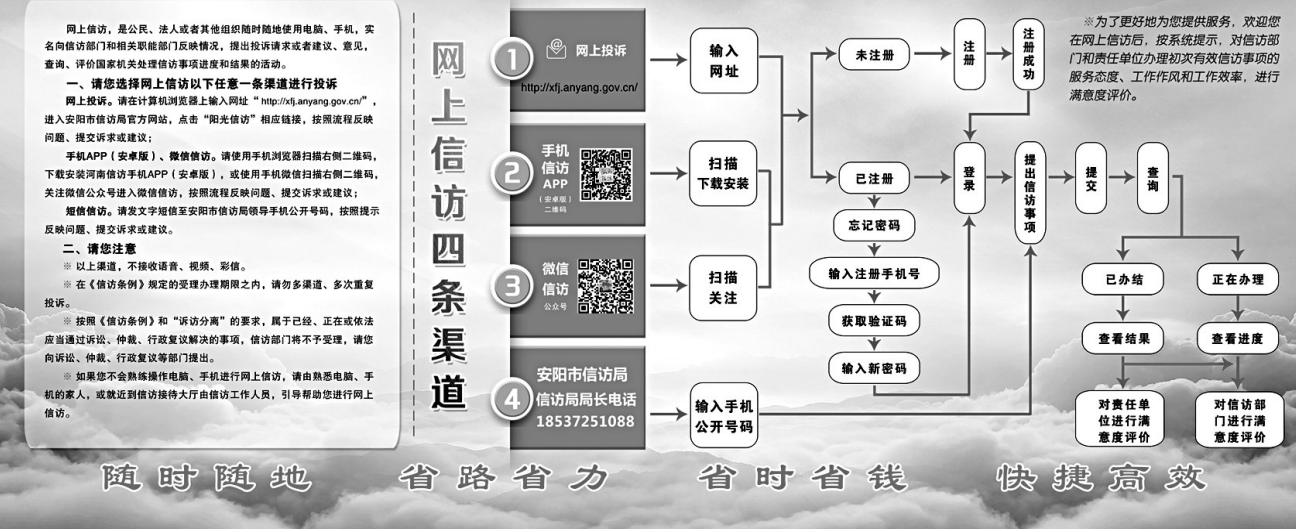 网上信访，是公民、法人或者其他组织随时随地使用电脑、手机，实
名向信访部门和相关职能部门反映情况，提出投诉请求或者建议、意见，
查询、评价国家机关处理信访事项进度和结果的活动。
一、请您选择网上信访以下任意一条渠道进行投诉
网上投诉。请在计算机浏览器上输入网址“http://xfj.anyang.gov.cn/”，
进入安阳市信访局官方网站，点击“阳光信访”相应链接，按照流程反映
问题、提交诉求或建议；
手机APP（安卓版）、微信信访。请使用手机浏览器扫描右侧二维码，
下载安装河南信访手机APP（安卓版），或使用手机微信扫描右侧二维码，
关注微信公众号进入微信信访，按照流程反映问题、提交诉求或建议；
短信信访。请发文字短信至安阳市信访局领导手机公开号码，按照提示
反映问题、提交诉求或建议。
二、请您注意
※ 以上渠道，不接收语音、视频、彩信。
※ 在《信访条例》规定的受理办理期限之内，请勿多渠道、多次重复
投诉。
※ 按照《信访条例》和“诉访分离”的要求，属于已经、正在或依法
应当通过诉讼、仲裁、行政复议解决的事项，信访部门将不予受理，请您
向诉讼、仲裁、行政复议等部门提出。
※ 如果您不会熟练操作电脑、手机进行网上信访，请由熟悉电脑、手
机的家人，或就近到信访接待大厅由信访工作人员，引导帮助您进行网上
信访。
网上信访四条渠道
1
网上投诉
http://xfj.anyang.gov.cn/
2
手机
信访
APP
（安卓版）
二维码
3
微信
信访
公众号
4
安阳市信访局
信访局局长电话
18537251088
输入
网址
扫描
下载安装
扫描
关注
输入手机
公开号码
未注册
注册
注册成功
已注册
忘记密码
输入注册手机号
获取验证码
输入新密码
登录
提出信访事项
提交
查询
已办结
正在办理
查看结果
查看进度
对责任单
位进行满
意度评价
对信访部
门进行满
意度评价
※为了更好地为您提供服务，欢迎您
在网上信访后，按系统提示，对信访部
门和责任单位办理初次有效信访事项的
服务态度、工作作风和工作效率，进行
满意度评价。
随时随地 省路省力 省时省钱 快捷高效